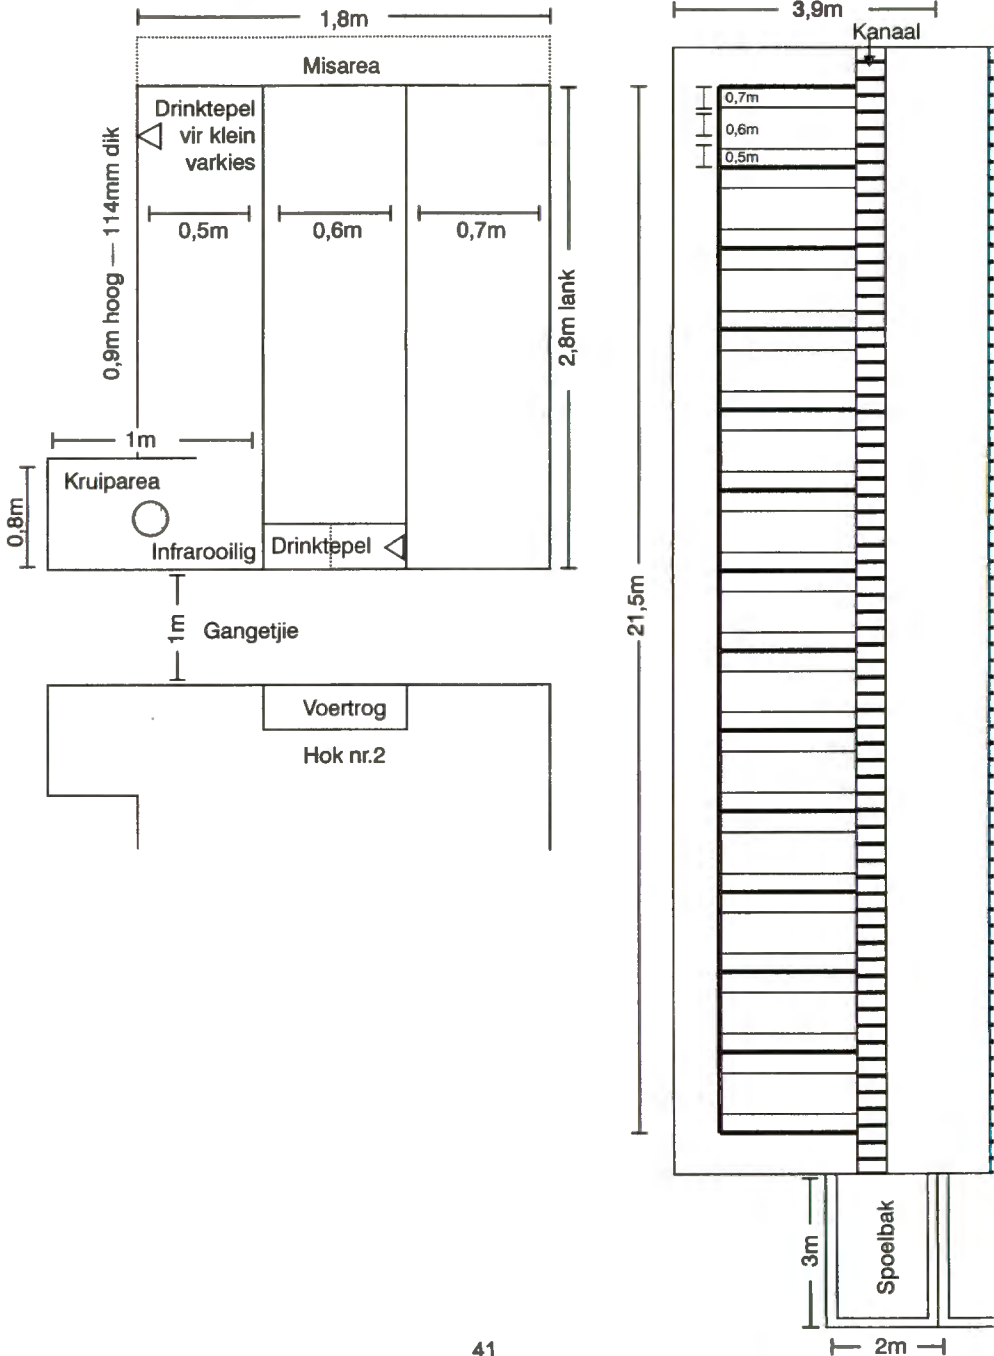 1,8m
Misarea
Drinktepel
vir klein
varkies
0,5m
0,6m
0,7m
0,9m hoog — 114mm dik
2,8m lank
1m
Kruiparea
0,8m
Infrarooilig
Drinktepel
1m
Gangetjie
Voertrog
Hok nr.2
3,9m
Kanaal
0,7m
0,6m
0,5m
21,5m
3m
Spoelbak
2m
41